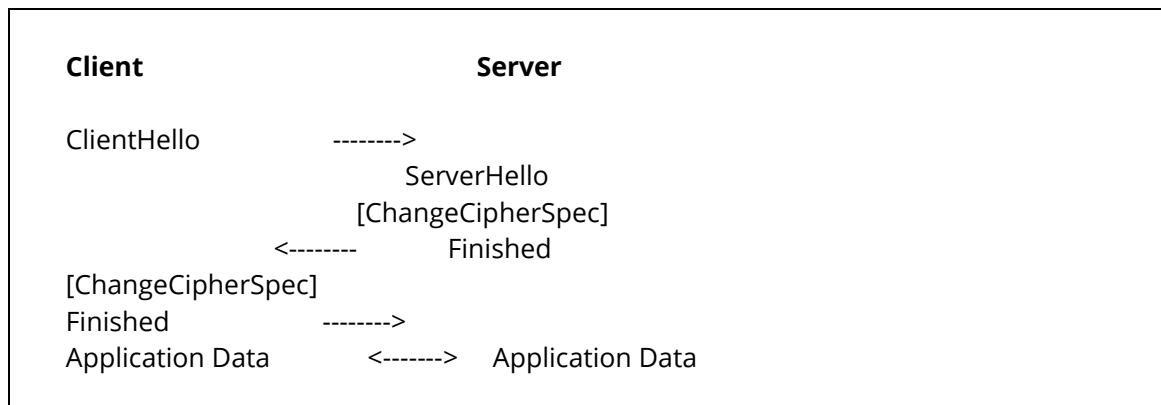 Client Server
ClientHello -------->
ServerHello
[ChangeCipherSpec]
<-------- Finished
[ChangeCipherSpec]
Finished -------->
Application Data <-------> Application Data